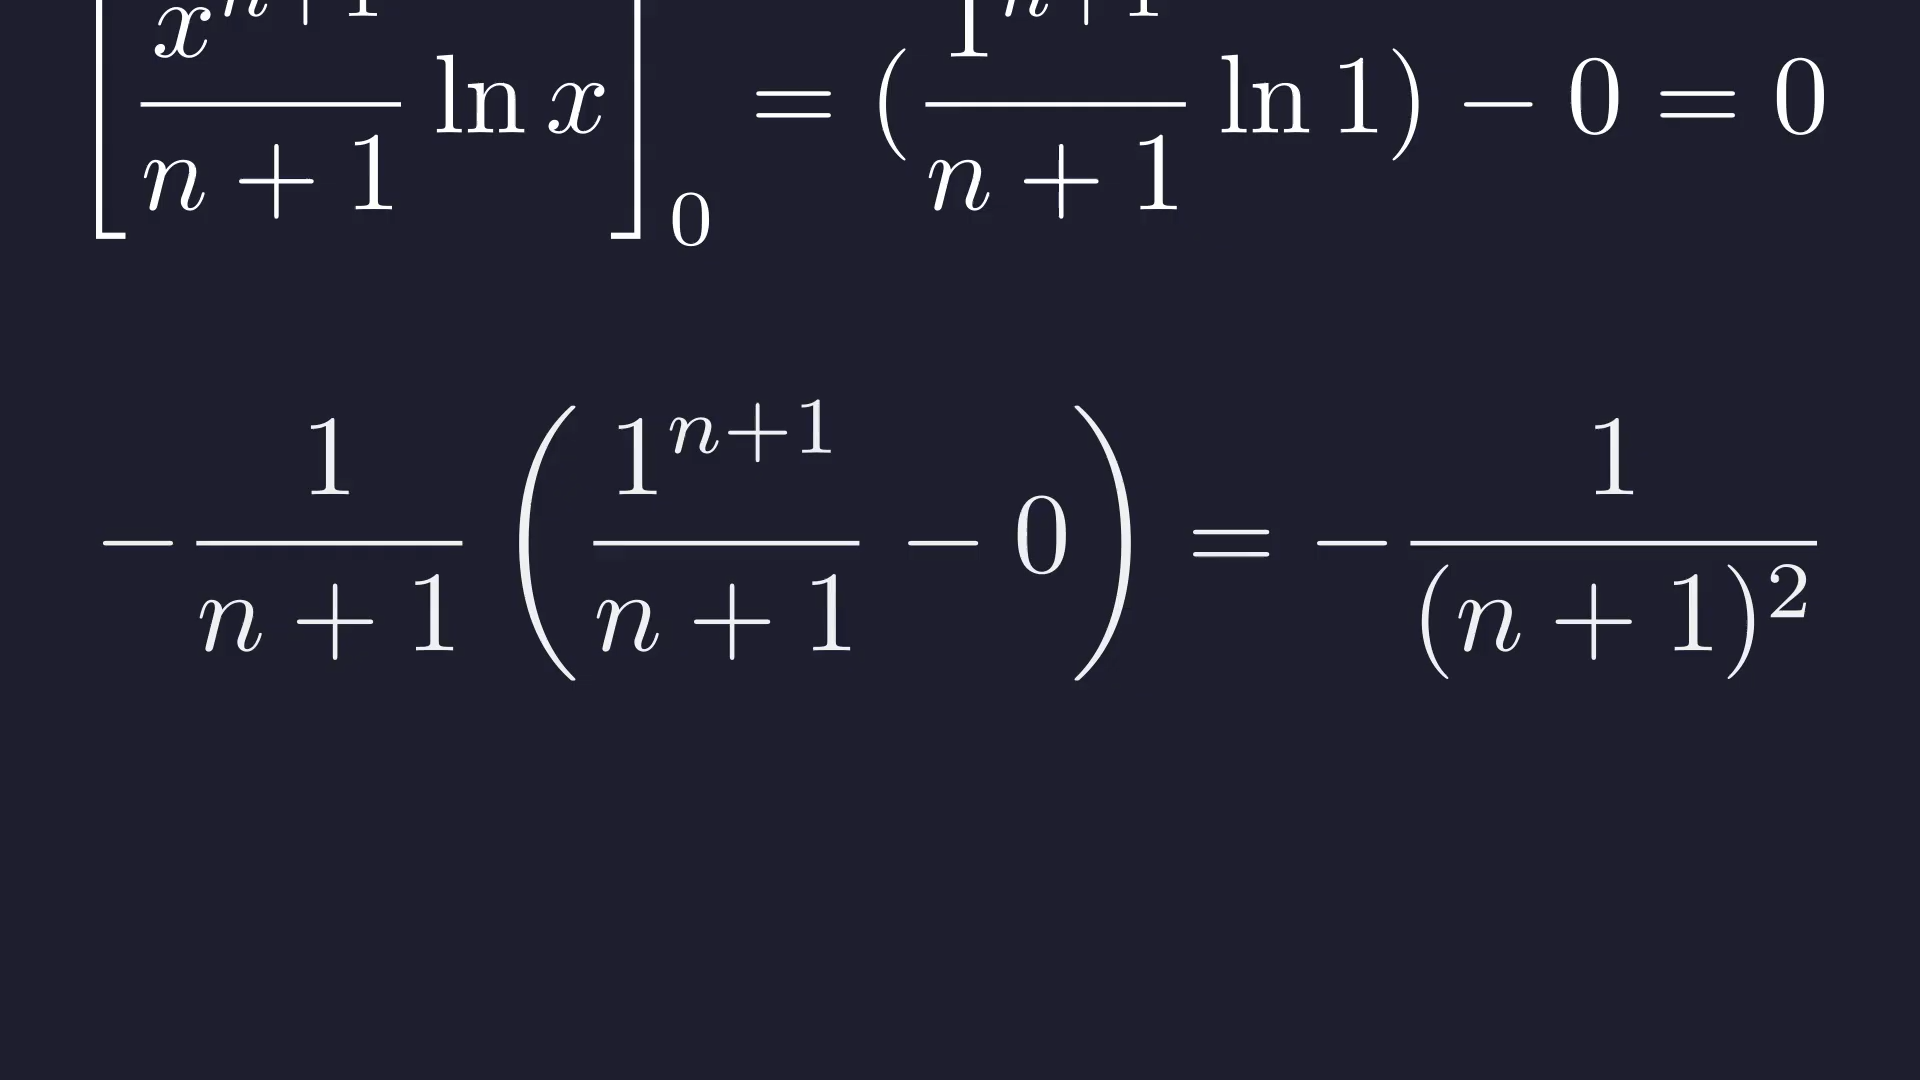 [x^{n+1}/(n+1) ln x]_0 = (1^{n+1}/(n+1) ln 1) − 0 = 0
−1/(n+1) (1^{n+1}/(n+1) − 0) = −1/(n+1)^2